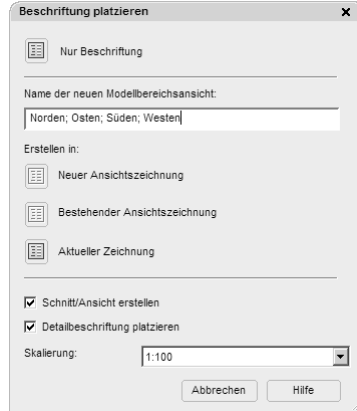 Beschriftung platzieren
Nur Beschriftung
Name der neuen Modellbereichsansicht:
Norden; Osten; Süden; Westen
Erstellen in:
Neuer Ansichtszeichnung
Bestehender Ansichtszeichnung
Aktueller Zeichnung
Schnitt/Ansicht erstellen
Detailbeschriftung platzieren
Skalierung: 1:100
Abbrechen Hilfe